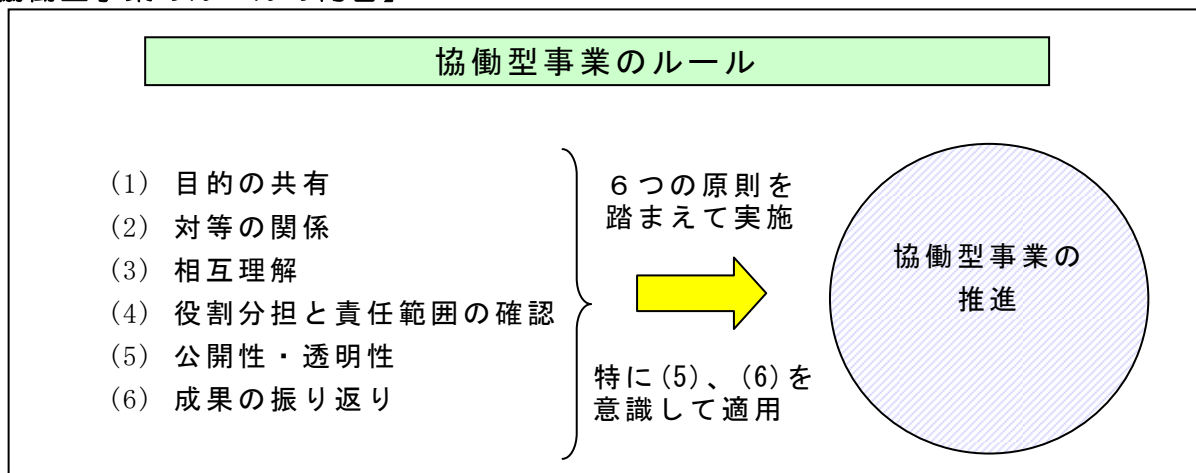 協働型事業のルール
(1) 目的の共有
(2) 対等の関係
(3) 相互理解
(4) 役割分担と責任範囲の確認
(5) 公開性・透明性
(6) 成果の振り返り
６つの原則を
踏まえて実施
特に(5)、(6)を
意識して適用
協働型事業の
推進